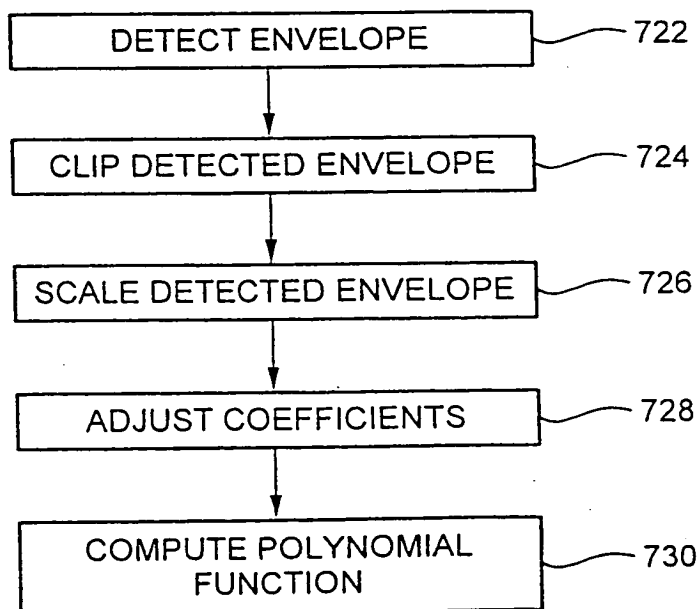 DETECT ENVELOPE 722
CLIP DETECTED ENVELOPE 724
SCALE DETECTED ENVELOPE 726
ADJUST COEFFICIENTS 728
COMPUTE POLYNOMIAL
FUNCTION 730